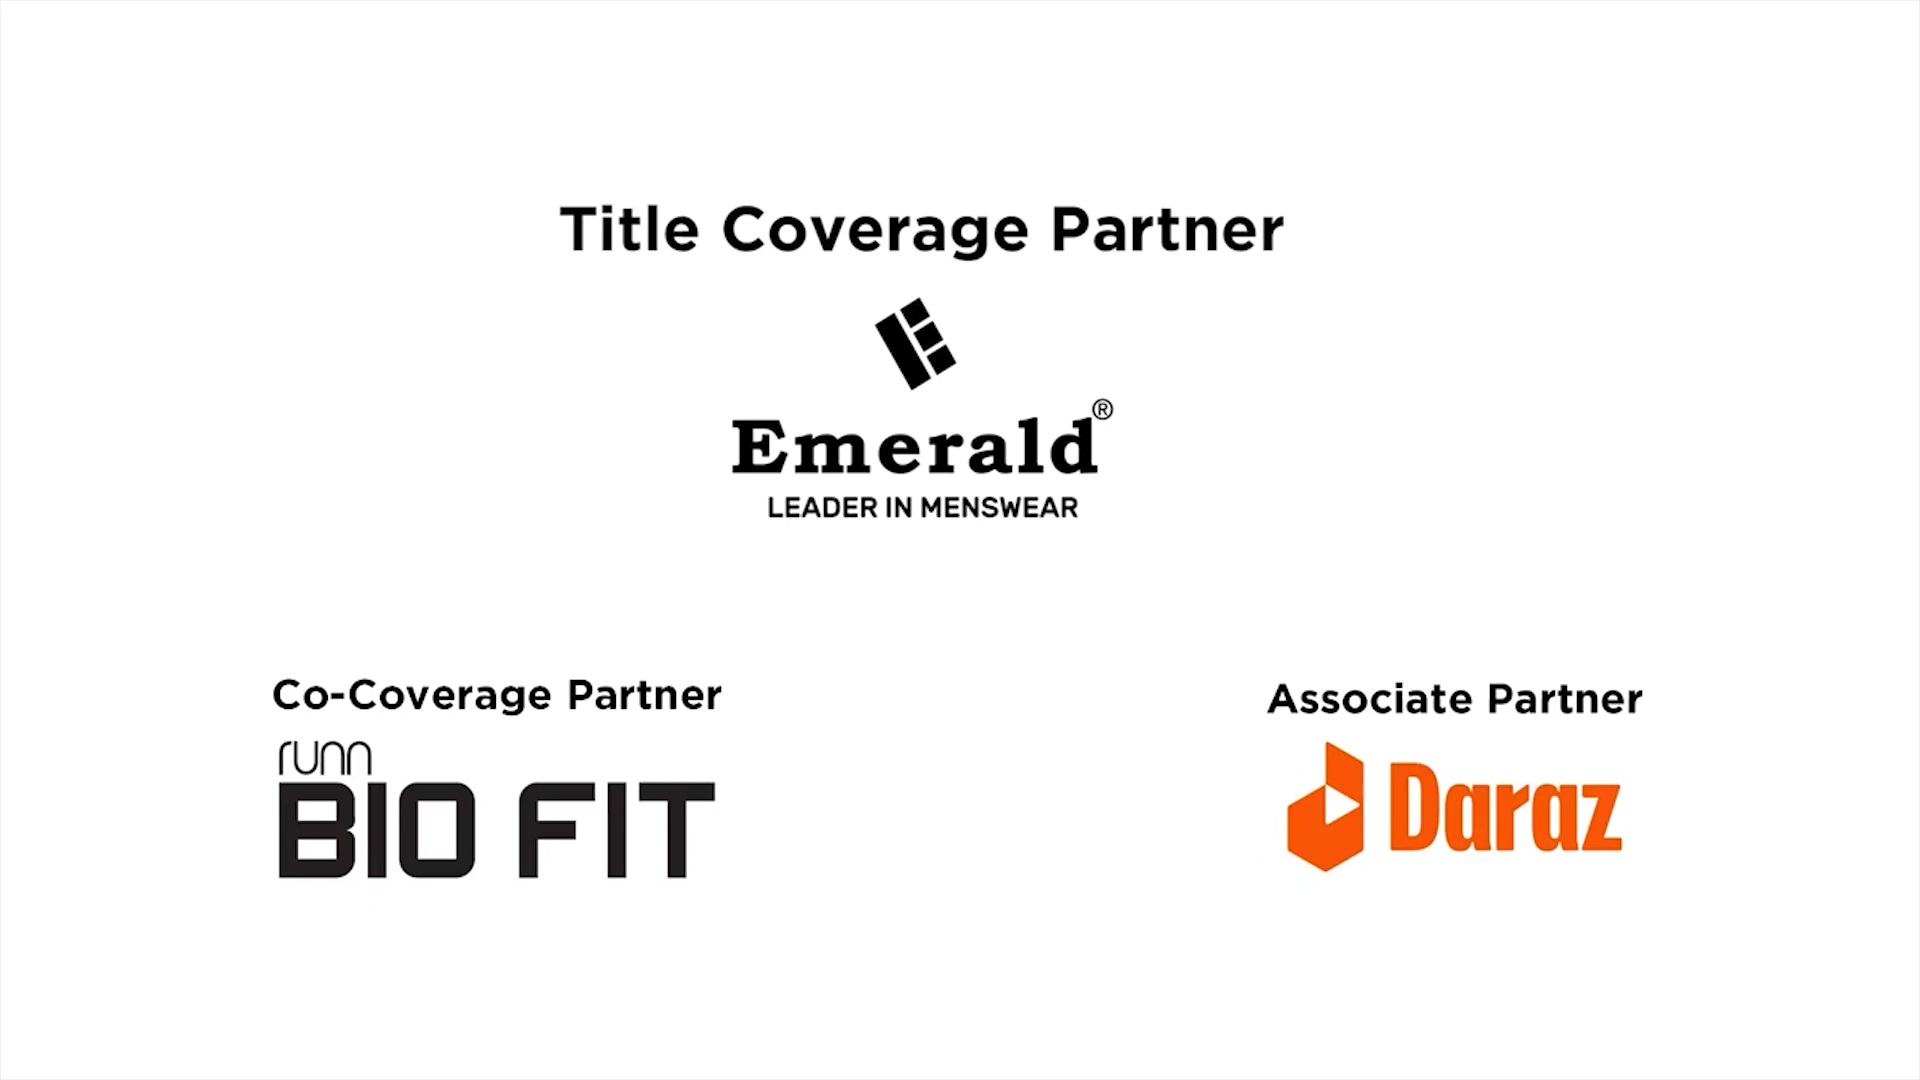 Title Coverage Partner
Emerald®
LEADER IN MENSWEAR
Co-Coverage Partner
runn
BIO FIT
Associate Partner
Daraz